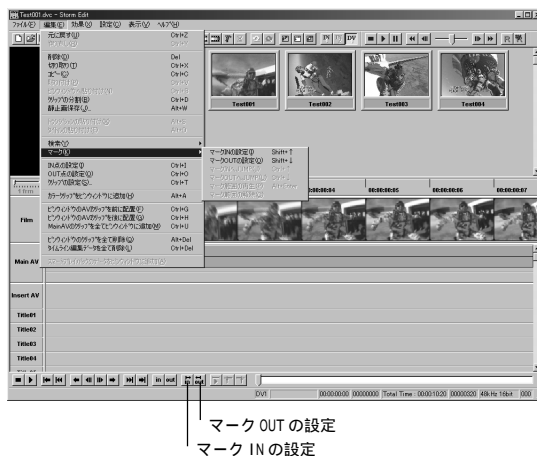 Test001.dvc - Storm Edit
ファイル(F) 編集(E) 効果(V) 設定(C) 表示(V) ヘルプ(H)
元に戻す(U) Ctrl+Z
削除(D) Del
切り取り(T) Ctrl+X
コピー(C) Ctrl+C
クリップの分割(B) Ctrl+D
静止画保存(J)... Alt+W
検索(V)
マーク(K)
IN点の設定(I) Ctrl+I
OUT点の設定(O) Ctrl+O
クリップの設定(C)... Ctrl+T
カラークリップをビンウィンドウに追加(M) Alt+A
ビンウィンドウのAVクリップを前に配置(F) Ctrl+G
ビンウィンドウのAVクリップを後に配置(G) Ctrl+H
MainAVのクリップを全てビンウィンドウに追加(M) Ctrl+U
ビンウィンドウのクリップを全て削除(Q) Alt+Del
タイムライン編集データを全て削除(L) Ctrl+Del
マークINの設定(I) Shift+↑
マークOUTの設定(O) Shift+↓
Test001 Test002 Test003 Test004
1 frm
00:00:00:04 00:00:00:05 00:00:00:06 00:00:00:07
Film
Main AV
Insert AV
Title01
Title02
Title03
Title04
in out in out
DV1 00:00:00:00 00000000 Total Time : 00:00:10:20 00000320 48kHz 16bit 000
マーク OUT の設定
マーク IN の設定